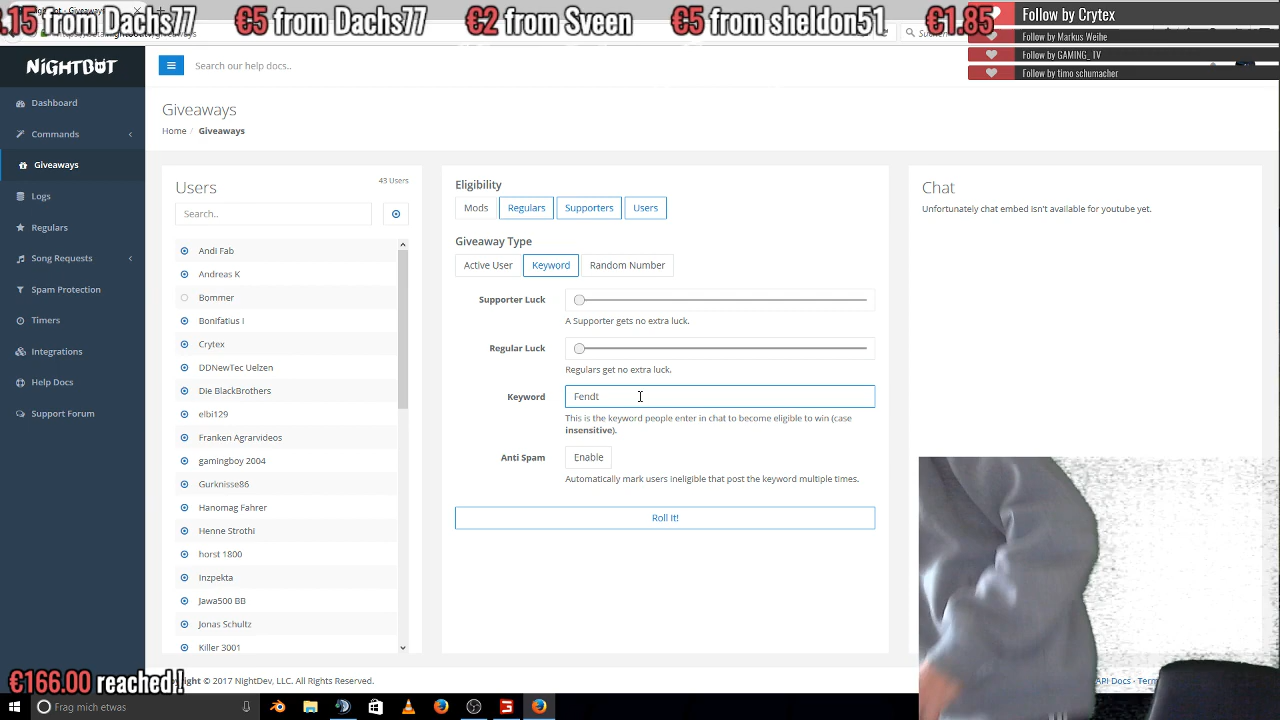 .15 from Dachs77 €5 from Dachs77 €2 from Sveen €5 from sheldon51 €1.85
Follow by Crytex
Follow by Markus Weihe
Follow by GAMING_TV
Follow by timo schumacher
NIGHTBOT
Search our help docs..
Dashboard
Commands
Giveaways
Logs
Regulars
Song Requests
Spam Protection
Timers
Integrations
Help Docs
Support Forum
Giveaways
Home / Giveaways
Users
43 Users
Search..
Andi Fab
Andreas K
Bommer
Bonifatius I
Crytex
DDNewTec Uelzen
Die BlackBrothers
elbi129
Franken Agrarvideos
gamingboy 2004
Gurknisse86
Hanomag Fahrer
Henne Strothi
horst 1800
Inzpekta
Jawa500 BB
Jonas Schultz
Killer 3001
Eligibility
Mods Regulars Supporters Users
Giveaway Type
Active User Keyword Random Number
Supporter Luck
A Supporter gets no extra luck.
Regular Luck
Regulars get no extra luck.
Keyword Fendt
This is the keyword people enter in chat to become eligible to win (case
insensitive).
Anti Spam Enable
Automatically mark users ineligible that post the keyword multiple times.
Roll It!
Chat
Unfortunately chat embed isn't available for youtube yet.
€166.00 reached!
© 2017 NightDev, LLC. All Rights Reserved.
API Docs
Frag mich etwas